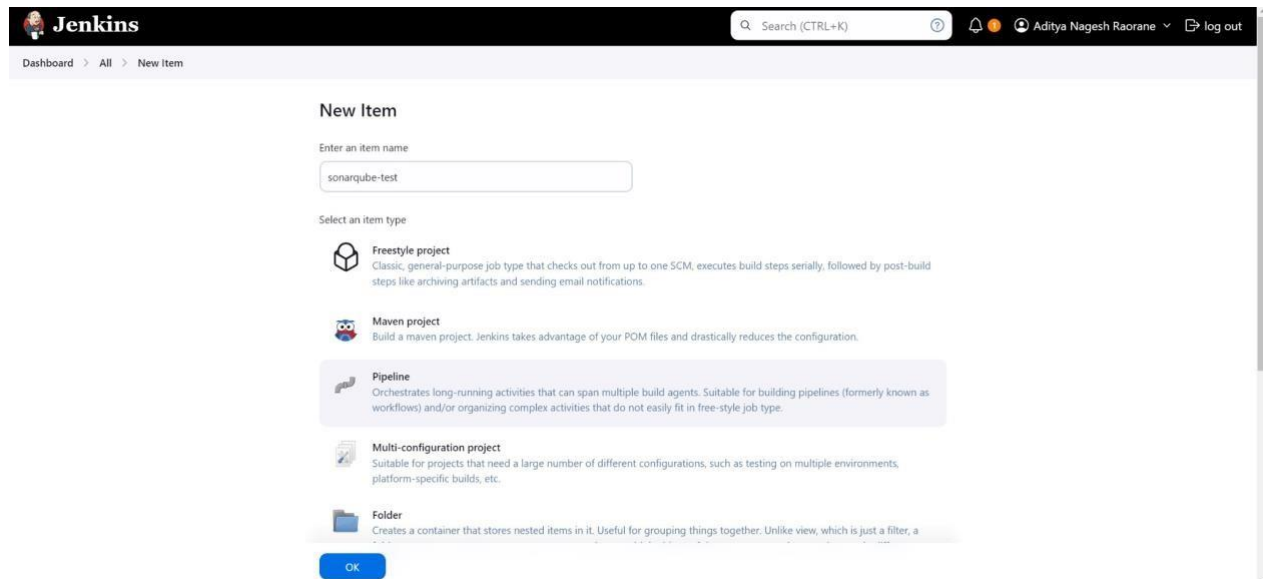 Jenkins
Search (CTRL+K)
?
1
Aditya Nagesh Raorane
log out
Dashboard > All > New Item
New Item
Enter an item name
sonarqube-test
Select an item type
Freestyle project
Classic, general-purpose job type that checks out from up to one SCM, executes build steps serially, followed by post-build
steps like archiving artifacts and sending email notifications.
Maven project
Build a maven project. Jenkins takes advantage of your POM files and drastically reduces the configuration.
Pipeline
Orchestrates long-running activities that can span multiple build agents. Suitable for building pipelines (formerly known as
workflows) and/or organizing complex activities that do not easily fit in free-style job type.
Multi-configuration project
Suitable for projects that need a large number of different configurations, such as testing on multiple environments,
platform-specific builds, etc.
Folder
Creates a container that stores nested items in it. Useful for grouping things together. Unlike view, which is just a filter, a
OK